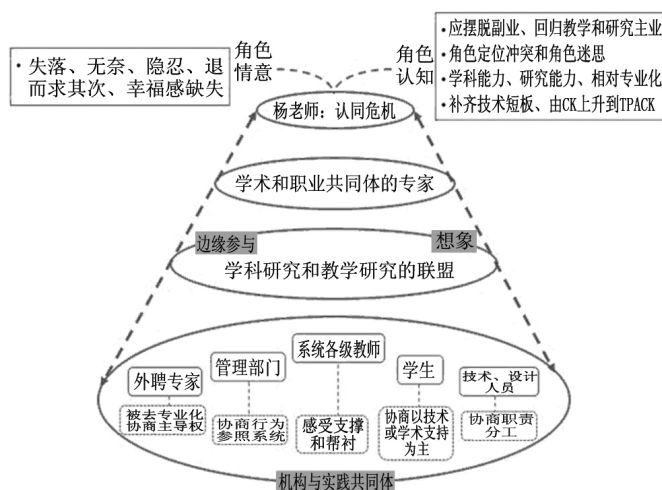 角色
情意
· 失落、无奈、隐忍、退
而求其次、幸福感缺失
角色
认知
· 应摆脱副业、回归教学和研究主业
· 角色定位冲突和角色迷思
· 学科能力、研究能力、相对专业化
· 补齐技术短板、由CK上升到TPACK
杨老师：认同危机
学术和职业共同体的专家
边缘参与
想象
学科研究和教学研究的联盟
外聘专家
管理部门
系统各级教师
学生
技术、设计
人员
被去专业化
协商主导权
协商行为
参照系统
感受支撑
和帮衬
协商以技术
或学术支持
为主
协商职责
分工
机构与实践共同体